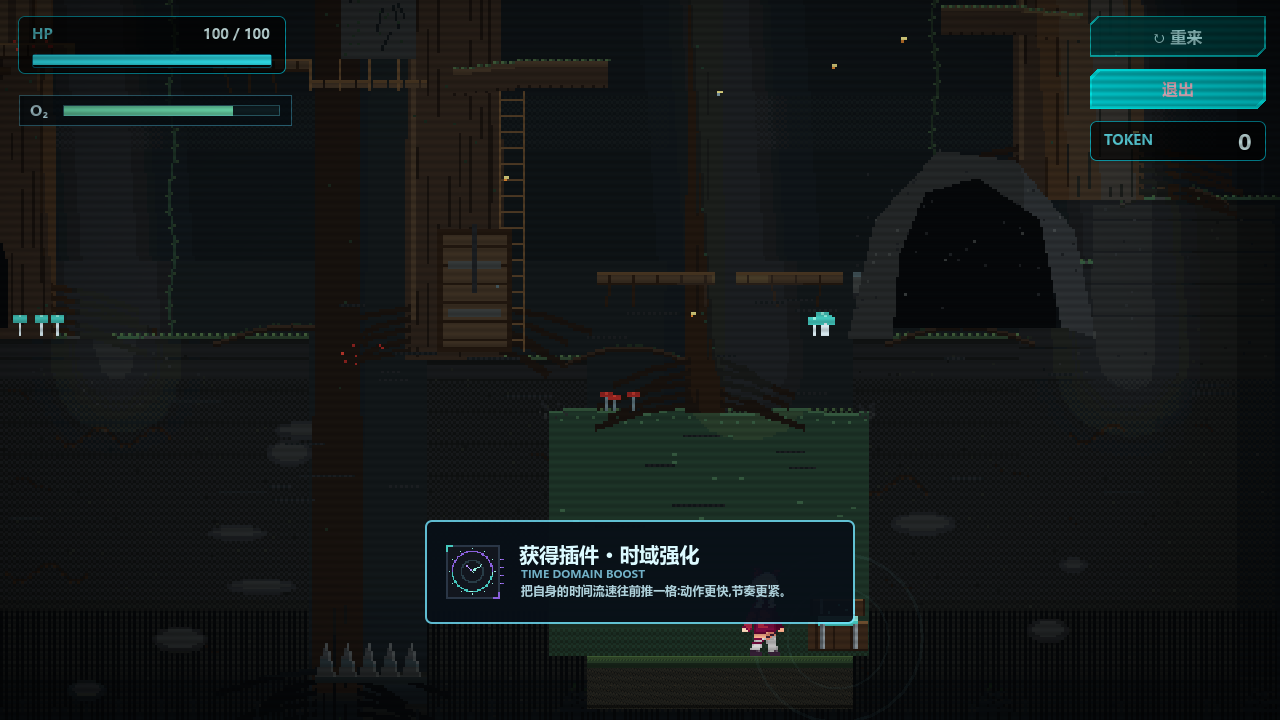 HP 100 / 100
O₂
↻ 重来
退出
TOKEN 0
获得插件·时域强化
TIME DOMAIN BOOST
把自身的时间流速往前推一格:动作更快,节奏更紧。